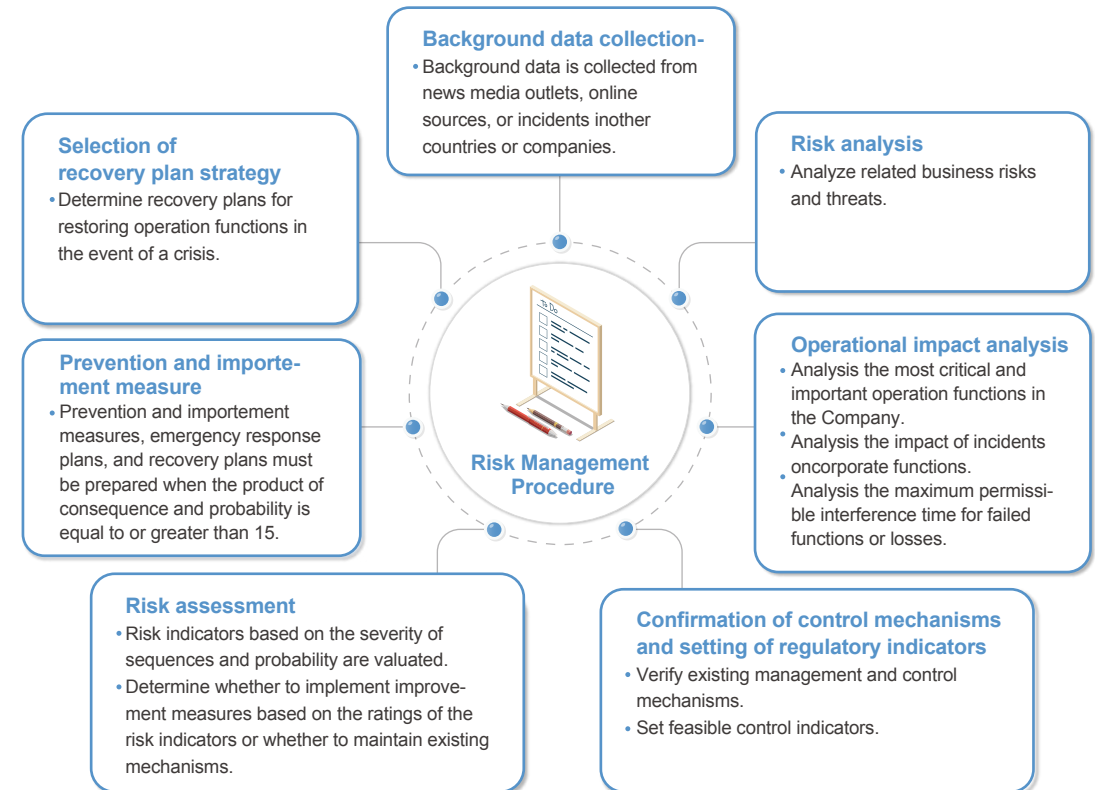 Background data collection-
• Background data is collected from
news media outlets, online
sources, or incidents inother
countries or companies.
Risk analysis
• Analyze related business risks
and threats.
Operational impact analysis
• Analysis the most critical and
important operation functions in
the Company.
• Analysis the impact of incidents
oncorporate functions.
• Analysis the maximum permissi-
ble interference time for failed
functions or losses.
Confirmation of control mechanisms
and setting of regulatory indicators
• Verify existing management and control
mechanisms.
• Set feasible control indicators.
Risk assessment
• Risk indicators based on the severity of
sequences and probability are valuated.
• Determine whether to implement improve-
ment measures based on the ratings of the
risk indicators or whether to maintain existing
mechanisms.
Prevention and importe-
ment measure
• Prevention and importement
measures, emergency response
plans, and recovery plans must
be prepared when the product of
consequence and probability is
equal to or greater than 15.
Selection of
recovery plan strategy
• Determine recovery plans for
restoring operation functions in
the event of a crisis.
To Do
Risk Management
Procedure